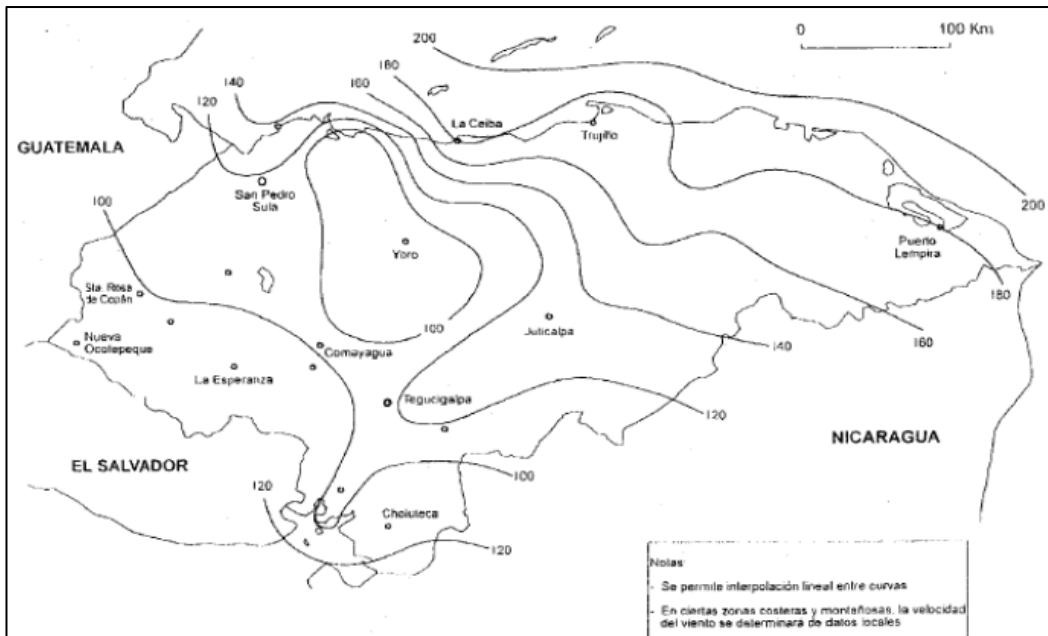 200
0 100 Km
180
160
140
120
La Ceiba
Trujillo
GUATEMALA
San Pedro
Sula
100
200
Yoro
Puerto
Lempira
Sta. Rosa
de Copán
180
Nueva
Ocotepeque
100
Juticalpa
Comayagua
140
160
La Esperanza
Tegucigalpa
120
NICARAGUA
EL SALVADOR
100
120
Choluteca
120
Notas
- Se permite interpolación lineal entre curvas
- En ciertas zonas costeras y montañosas, la velocidad
del viento se determinara de datos locales